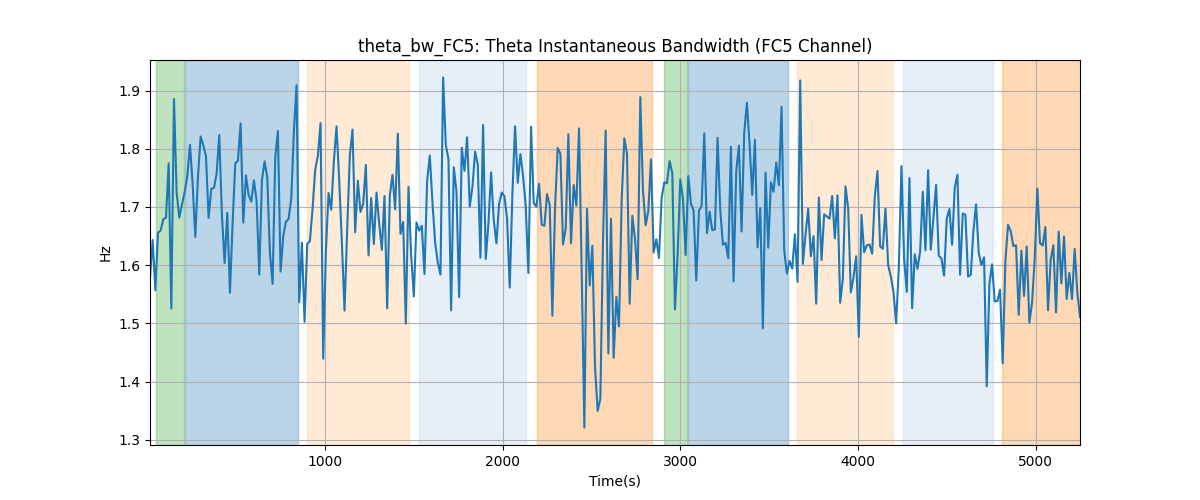 theta_bw_FC5: Theta Instantaneous Bandwidth (FC5 Channel)
1.9
1.8
1.7
1.6
1.5
1.4
1.3
Hz
1000 2000 3000 4000 5000
Time(s)